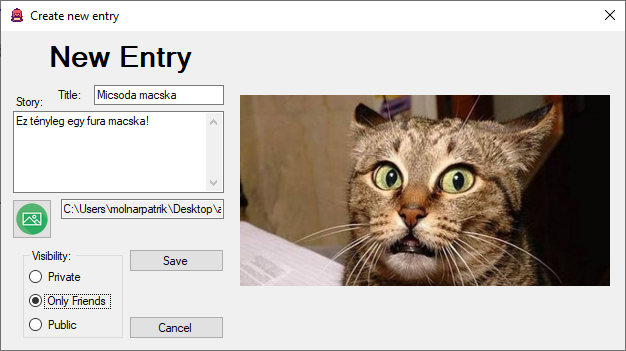 Create new entry
New Entry
Title: Micsoda macska
Story:
Ez tényleg egy fura macska!
C:\Users\molnarpatrik\Desktop\a
Visibility:
Private
Only Friends
Public
Save
Cancel